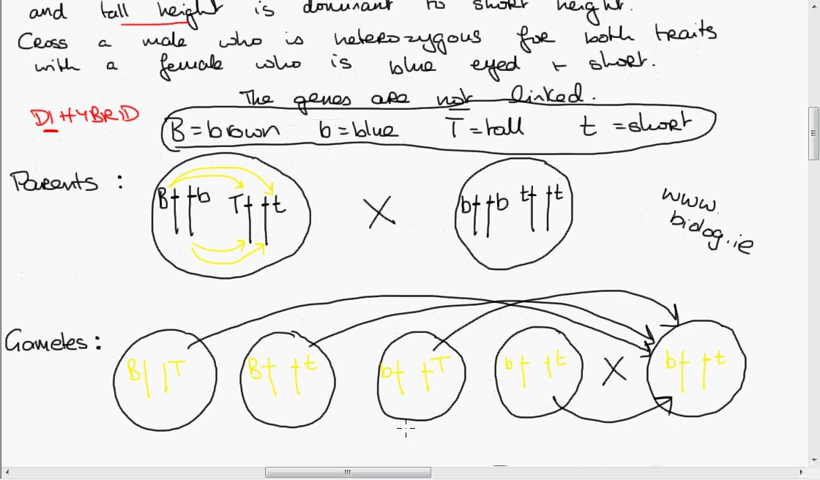 and tall height is dominant to short height.
Cross a male who is heterozygous for both traits
with a female who is blue eyed + short.
The genes are not linked.
DIHYBRID
B = brown b = blue T = tall t = short
Parents :
B b T t X b b t t
www.
biolog.ie
Gametes :
B T B t b T b t X b t